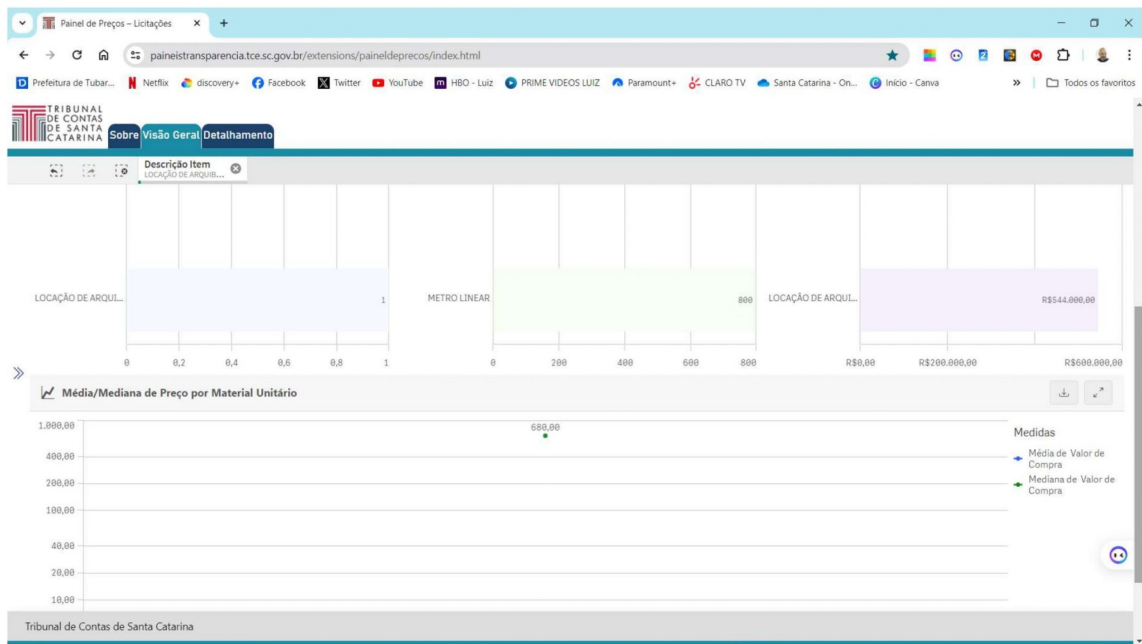 Painel de Preços – Licitações
paineistransparencia.tce.sc.gov.br/extensions/paineldeprecos/index.html
Prefeitura de Tubar... Netflix discovery+ Facebook Twitter YouTube HBO - Luiz PRIME VIDEOS LUIZ Paramount+ CLARO TV Santa Catarina - On... Início - Canva » Todos os favoritos
TRIBUNAL
DE CONTAS
DE SANTA
CATARINA
Sobre Visão Geral Detalhamento
Descrição Item
LOCAÇÃO DE ARQUIB...
LOCAÇÃO DE ARQUI... 1 METRO LINEAR 800 LOCAÇÃO DE ARQUI... R$544.000,00
0 0,2 0,4 0,6 0,8 1 0 200 400 600 800 R$0,00 R$200.000,00 R$600.000,00
Média/Mediana de Preço por Material Unitário
1.000,00 680,00
400,00
200,00
100,00
40,00
20,00
10,00
Medidas
Média de Valor de
Compra
Mediana de Valor de
Compra
Tribunal de Contas de Santa Catarina